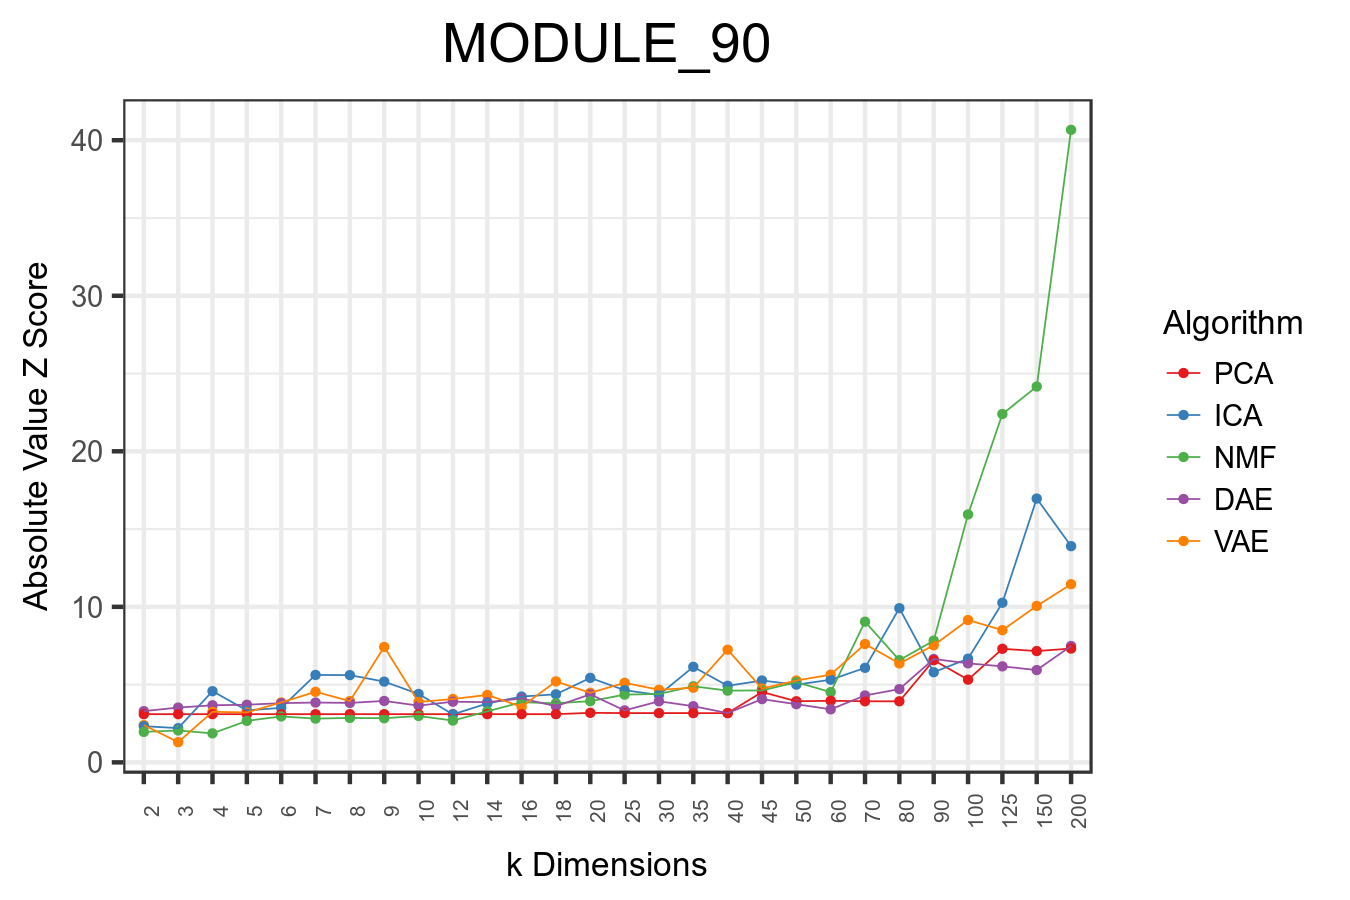 MODULE_90
Absolute Value Z Score
40
30
20
10
0
2 3 4 5 6 7 8 9 10 12 14 16 18 20 25 30 35 40 45 50 60 70 80 90 100 125 150 200
k Dimensions
Algorithm
PCA
ICA
NMF
DAE
VAE